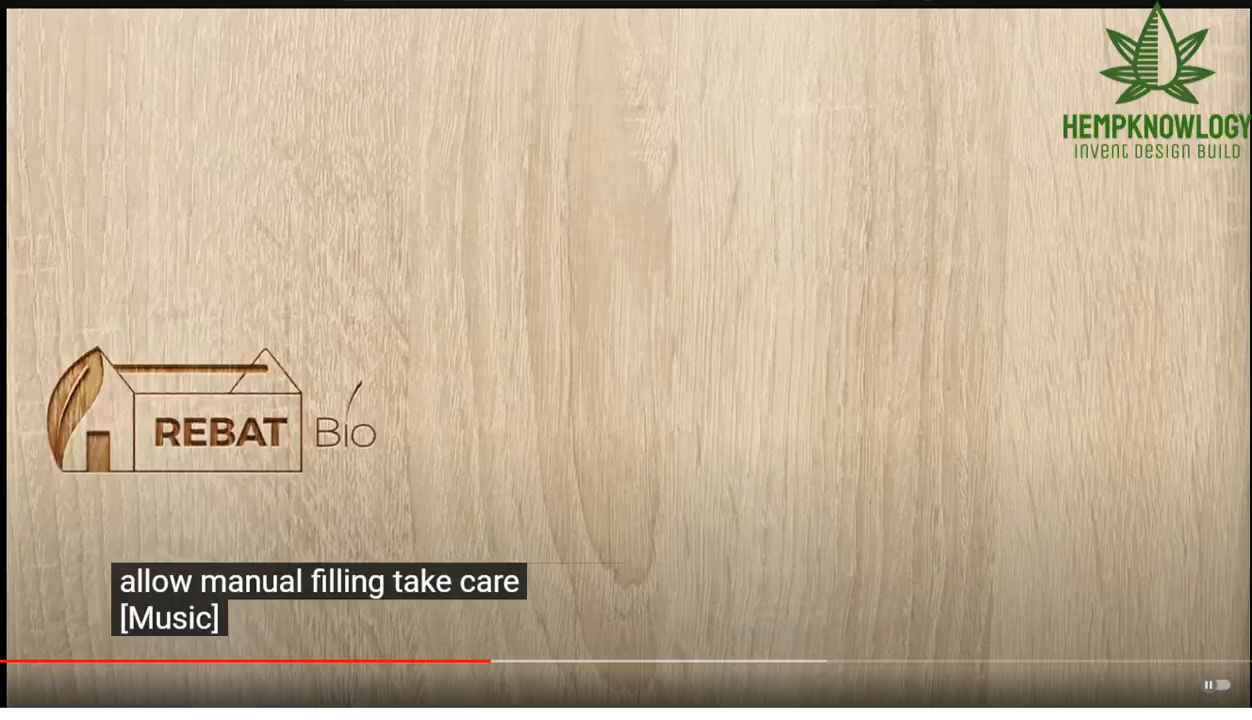 HEMPKNOWLOGY
INVENT DESIGN BUILD
REBAT Bio
allow manual filling take care
[Music]